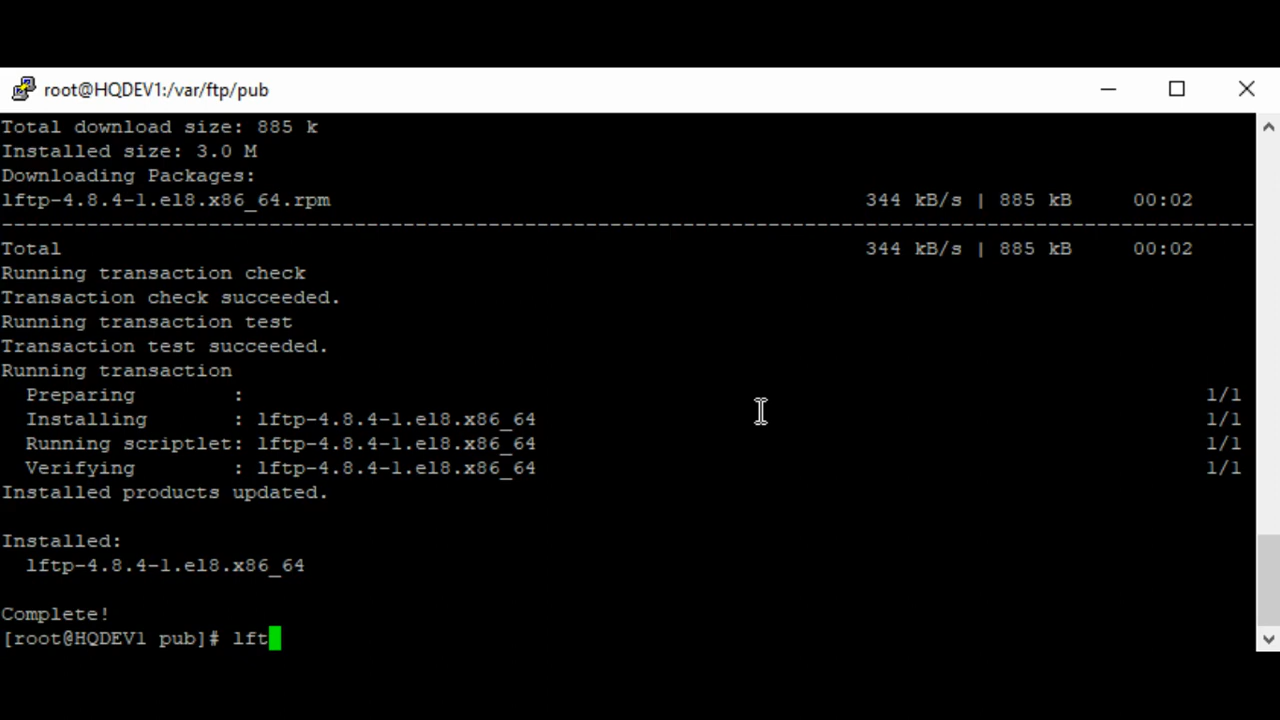 root@HQDEV1:/var/ftp/pub
Total download size: 885 k
Installed size: 3.0 M
Downloading Packages:
lftp-4.8.4-1.el8.x86_64.rpm 344 kB/s | 885 kB 00:02
--------------------------------------------------------------------------------
Total 344 kB/s | 885 kB 00:02
Running transaction check
Transaction check succeeded.
Running transaction test
Transaction test succeeded.
Running transaction
Preparing : 1/1
Installing : lftp-4.8.4-1.el8.x86_64 1/1
Running scriptlet: lftp-4.8.4-1.el8.x86_64 1/1
Verifying : lftp-4.8.4-1.el8.x86_64 1/1
Installed products updated.
Installed:
lftp-4.8.4-1.el8.x86_64
Complete!
[root@HQDEV1 pub]# lft